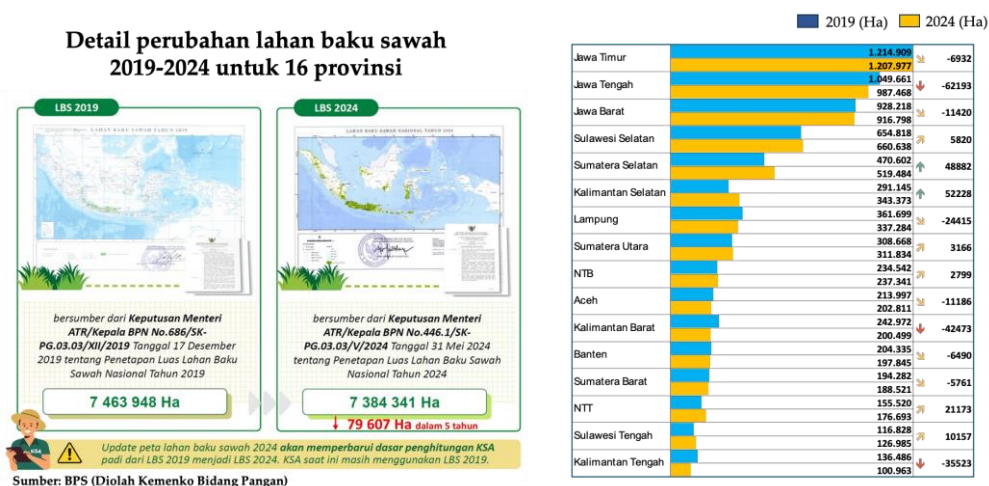 Detail perubahan lahan baku sawah
2019-2024 untuk 16 provinsi
LBS 2019
LBS 2024
bersumber dari Keputusan Menteri
ATR/Kepala BPN No.686/SK-
PG.03.03/XII/2019 Tanggal 17 Desember
2019 tentang Penetapan Luas Lahan Baku
Sawah Nasional Tahun 2019
7 463 948 Ha
bersumber dari Keputusan Menteri
ATR/Kepala BPN No.446.1/SK-
PG.03.03/V/2024 Tanggal 31 Mei 2024
tentang Penetapan Luas Lahan Baku Sawah
Nasional Tahun 2024
7 384 341 Ha
↓ 79 607 Ha dalam 5 tahun
Update peta lahan baku sawah 2024 akan memperbarui dasar penghitungan KSA
padi dari LBS 2019 menjadi LBS 2024. KSA saat ini masih menggunakan LBS 2019.
Sumber: BPS (Diolah Kemenko Bidang Pangan)
2019 (Ha) 2024 (Ha)
Jawa Timur 1.214.909 1.207.977 -6932
Jawa Tengah 1.049.661 987.468 -62193
Jawa Barat 928.218 916.798 -11420
Sulawesi Selatan 654.818 660.638 5820
Sumatera Selatan 470.602 519.484 48882
Kalimantan Selatan 291.145 343.373 52228
Lampung 361.699 337.284 -24415
Sumatera Utara 308.668 311.834 3166
NTB 234.542 237.341 2799
Aceh 213.997 202.811 -11186
Kalimantan Barat 242.972 200.499 -42473
Banten 204.335 197.845 -6490
Sumatera Barat 194.282 188.521 -5761
NTT 155.520 176.693 21173
Sulawesi Tengah 116.828 126.985 10157
Kalimantan Tengah 136.486 100.963 -35523